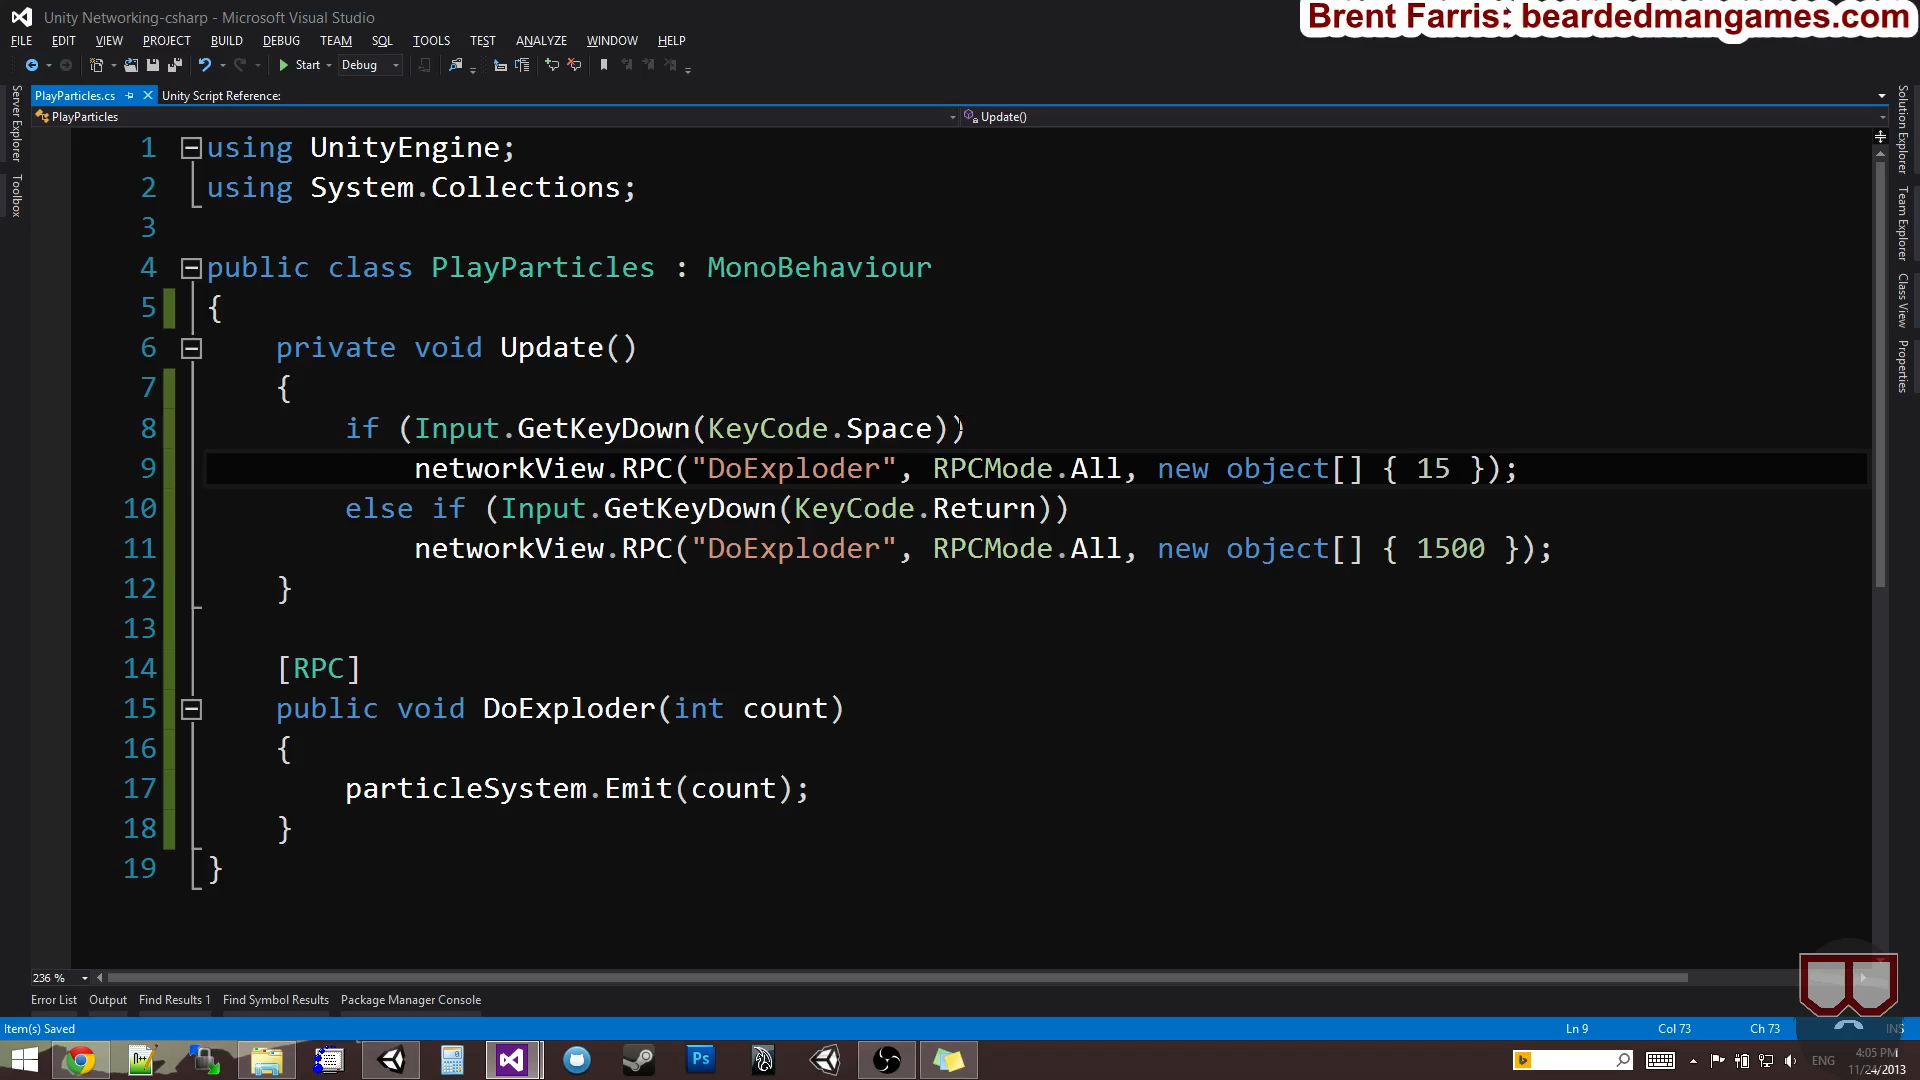 Unity Networking-csharp - Microsoft Visual Studio
Brent Farris: beardedmangames.com
FILE EDIT VIEW PROJECT BUILD DEBUG TEAM SQL TOOLS TEST ANALYZE WINDOW HELP
Start Debug
PlayParticles.cs Unity Script Reference:
PlayParticles Update()
Server Explorer
Toolbox
Solution Explorer
Team Explorer
Class View
Properties
1 using UnityEngine;
2 using System.Collections;
3
4 public class PlayParticles : MonoBehaviour
5 {
6 private void Update()
7 {
8 if (Input.GetKeyDown(KeyCode.Space))
9 networkView.RPC("DoExploder", RPCMode.All, new object[] { 15 });
10 else if (Input.GetKeyDown(KeyCode.Return))
11 networkView.RPC("DoExploder", RPCMode.All, new object[] { 1500 });
12 }
13
14 [RPC]
15 public void DoExploder(int count)
16 {
17 particleSystem.Emit(count);
18 }
19 }
236 %
Error List Output Find Results 1 Find Symbol Results Package Manager Console
Item(s) Saved Ln 9 Col 73 Ch 73 INS
Ps
ENG
4:05 PM
11/24/2013